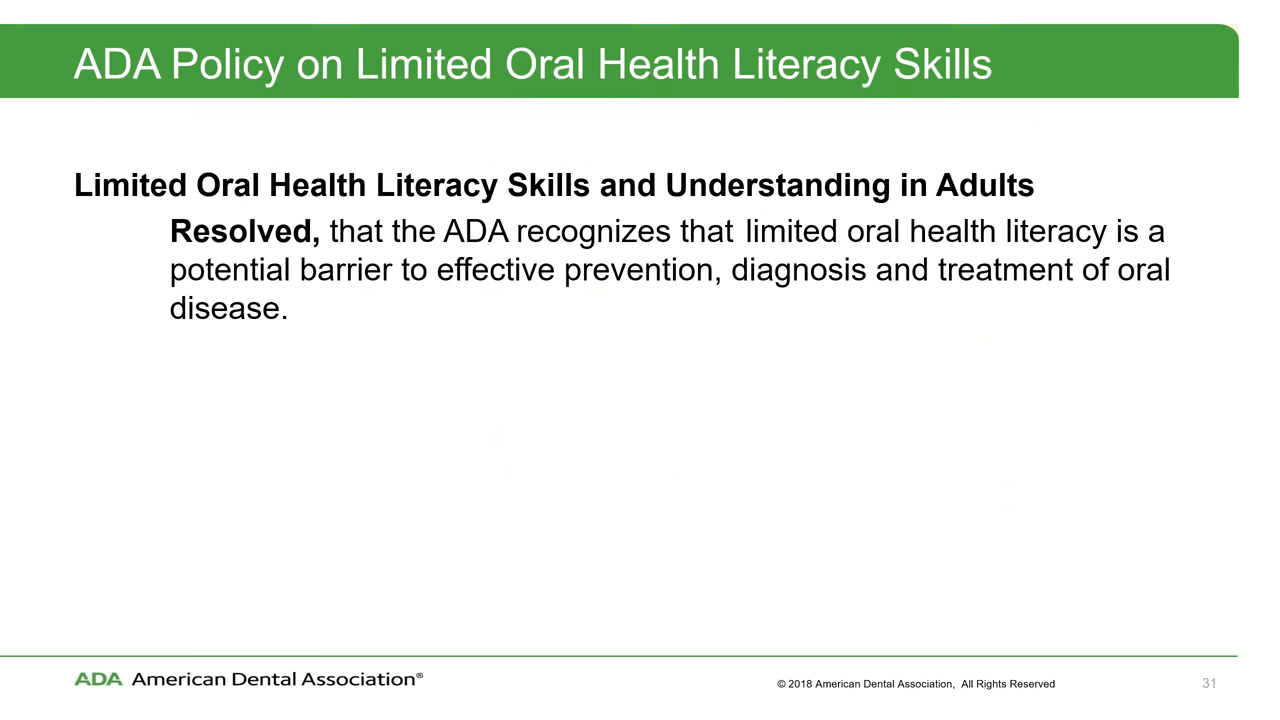 ADA Policy on Limited Oral Health Literacy Skills
Limited Oral Health Literacy Skills and Understanding in Adults
Resolved, that the ADA recognizes that limited oral health literacy is a
potential barrier to effective prevention, diagnosis and treatment of oral
disease.
ADA American Dental Association®
© 2018 American Dental Association, All Rights Reserved
31